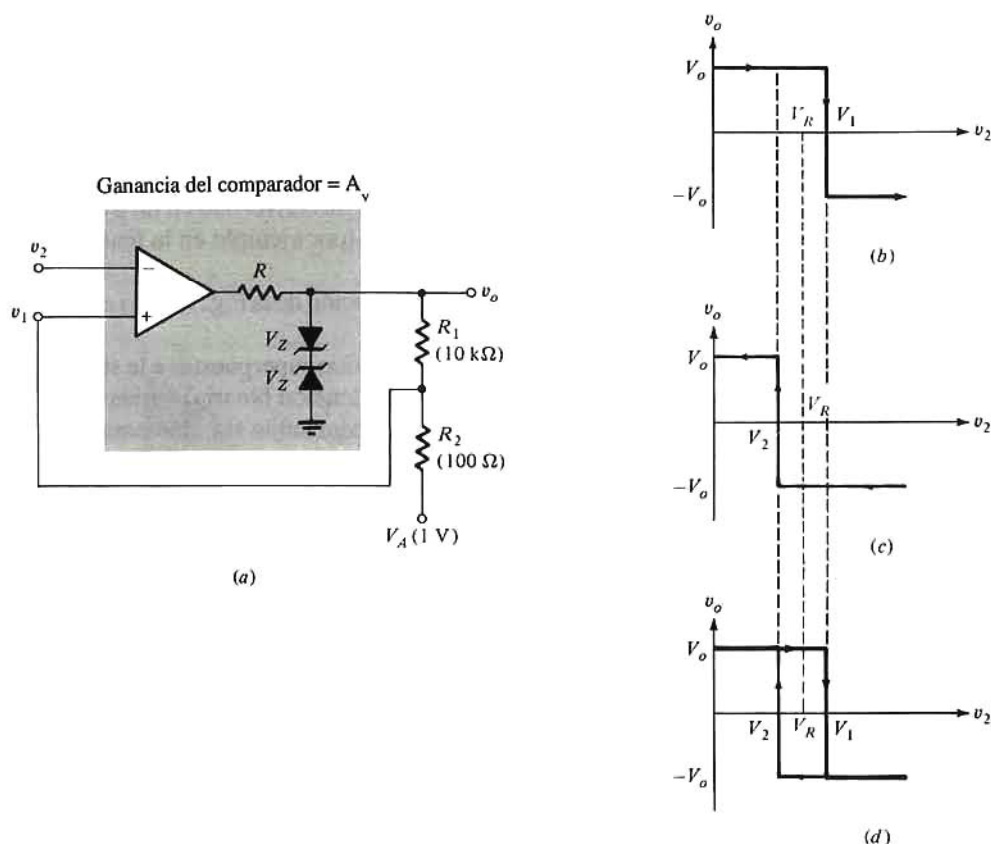 Ganancia del comparador = A_v
v_2
v_1
−
+
R
V_Z
V_Z
v_o
R_1
(10 kΩ)
R_2
(100 Ω)
V_A (1 V)
(a)
v_o
V_o
V_R
V_1
v_2
−V_o
(b)
v_o
V_o
V_R
V_2
v_2
−V_o
(c)
v_o
V_o
V_2
V_R
V_1
v_2
−V_o
(d)